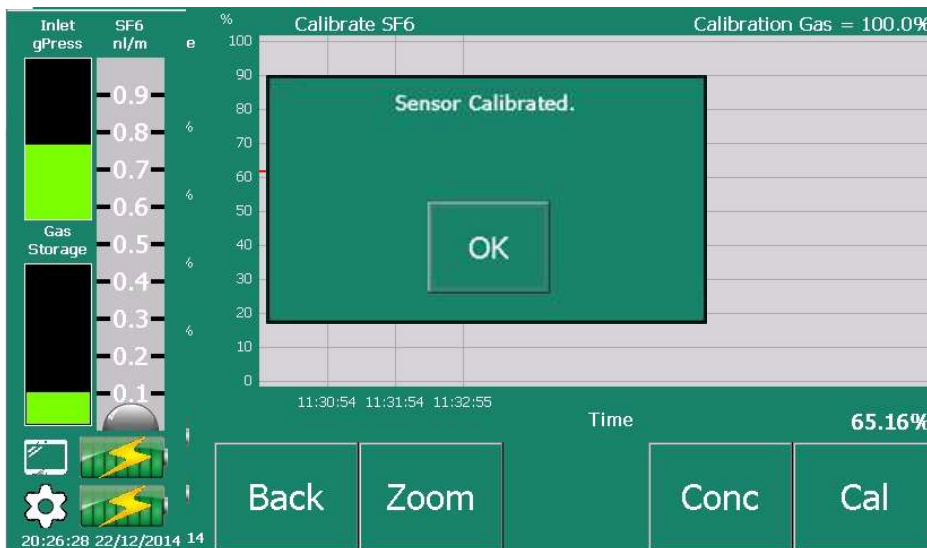 Inlet
gPress
SF6
nl/m
e
%
Calibrate SF6
Calibration Gas = 100.0%
100
90
80
70
60
50
40
30
20
10
0
0.9
0.8
0.7
0.6
0.5
0.4
0.3
0.2
0.1
%
%
%
%
Gas
Storage
Sensor Calibrated.
OK
11:30:54 11:31:54 11:32:55
Time
65.16%
Back
Zoom
Conc
Cal
20:26:28 22/12/2014 14